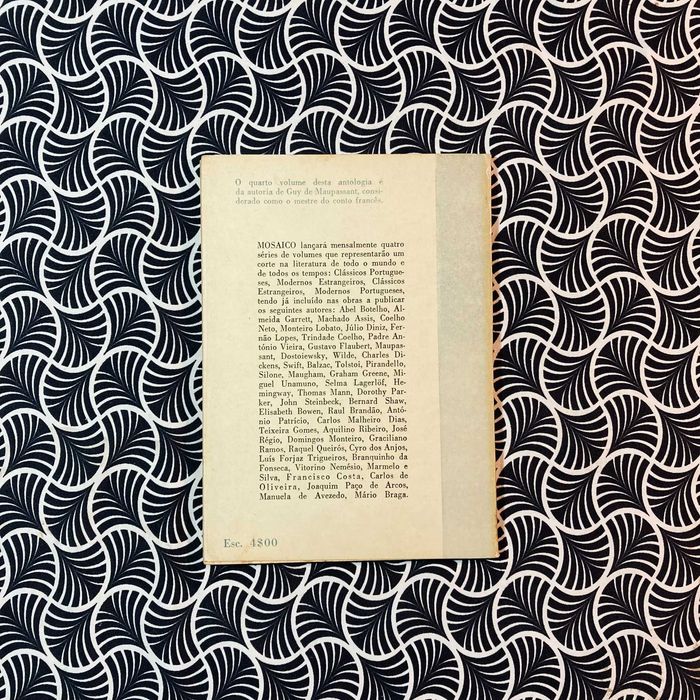 O quarto volume desta antologia é
da autoria de Guy de Maupassant, consi-
derado como o mestre do conto francês.
MOSAICO lançará mensalmente quatro
séries de volumes que representarão um
corte na literatura de todo o mundo e
de todos os tempos: Clássicos Portugue-
ses, Modernos Estrangeiros, Clássicos
Estrangeiros, Modernos Portugueses,
tendo já incluído nas obras a publicar
os seguintes autores: Abel Botelho, Al-
meida Garrett, Machado Assis, Coelho
Neto, Monteiro Lobato, Júlio Diniz, Fer-
não Lopes, Trindade Coelho, Padre An-
tónio Vieira, Gustavo Flaubert, Maupas-
sant, Dostoiewsky, Wilde, Charles Di-
ckens, Swift, Balzac, Tolstoi, Pirandello,
Silone, Maugham, Graham Greene, Mi-
guel Unamuno, Selma Lagerlöf, He-
mingway, Thomas Mann, Dorothy Par-
ker, John Steinbeck, Bernard Shaw,
Elisabeth Bowen, Raul Brandão, Antó-
nio Patrício, Carlos Malheiro Dias,
Teixeira Gomes, Aquilino Ribeiro, José
Régio, Domingos Monteiro, Graciliano
Ramos, Raquel Queirós, Cyro dos Anjos,
Luís Forjaz Trigueiros, Branquinho da
Fonseca, Vitorino Nemésio, Marmelo e
Silva, Francisco Costa, Carlos de
Oliveira, Joaquim Paço de Arcos,
Manuela de Azevedo, Mário Braga.
Esc. 4$00